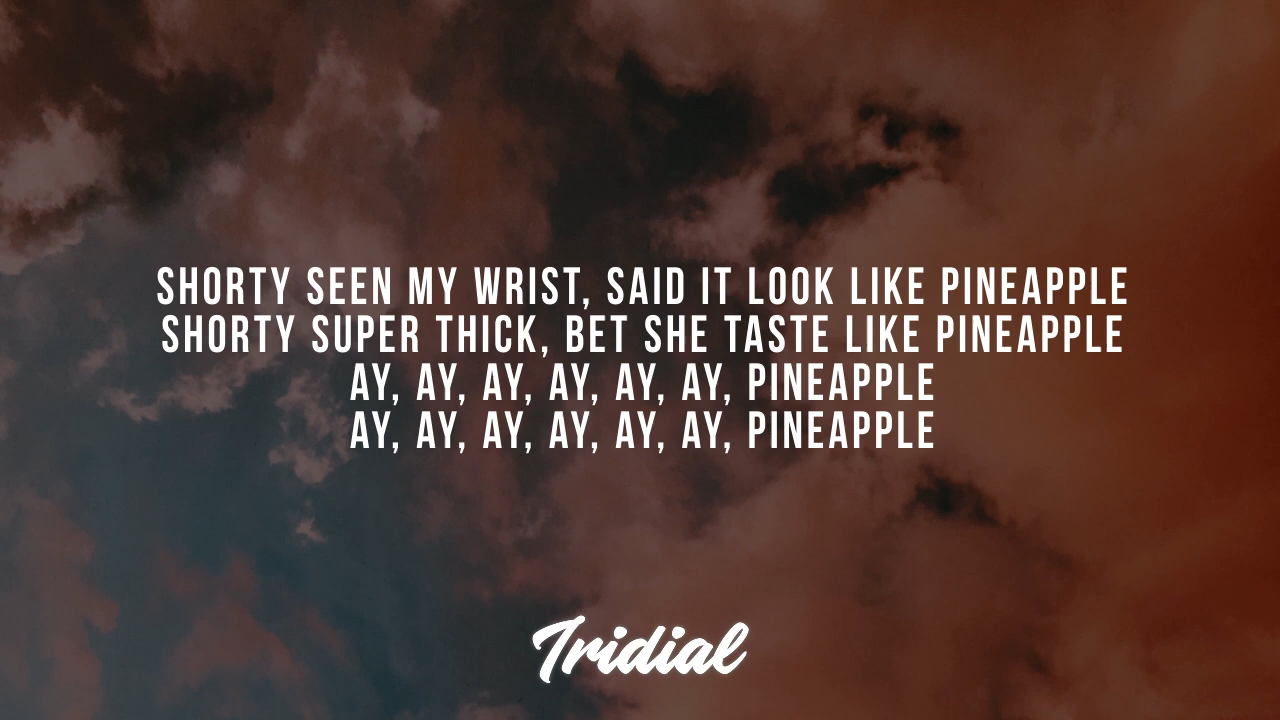 SHORTY SEEN MY WRIST, SAID IT LOOK LIKE PINEAPPLE
SHORTY SUPER THICK, BET SHE TASTE LIKE PINEAPPLE
AY, AY, AY, AY, AY, AY, PINEAPPLE
AY, AY, AY, AY, AY, AY, PINEAPPLE
Tridial